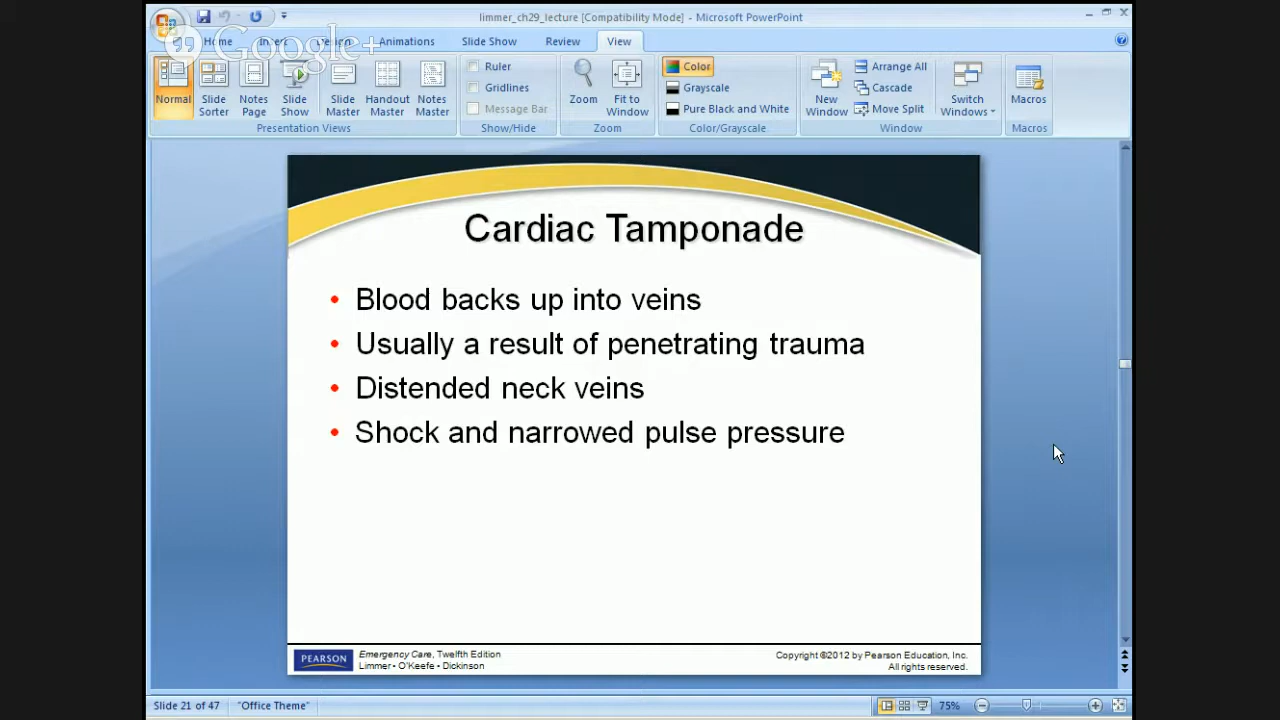 limmer_ch29_lecture [Compatibility Mode] - Microsoft PowerPoint
Google+
Home Insert Design Animations Slide Show Review View
Normal
Slide Sorter
Notes Page
Slide Show
Slide Master
Handout Master
Notes Master
Presentation Views
Ruler
Gridlines
Message Bar
Show/Hide
Zoom
Fit to Window
Zoom
Color
Grayscale
Pure Black and White
Color/Grayscale
New Window
Arrange All
Cascade
Move Split
Switch Windows
Window
Macros
Macros
Cardiac Tamponade
• Blood backs up into veins
• Usually a result of penetrating trauma
• Distended neck veins
• Shock and narrowed pulse pressure
PEARSON
Emergency Care, Twelfth Edition
Limmer • O'Keefe • Dickinson
Copyright ©2012 by Pearson Education, Inc.
All rights reserved.
Slide 21 of 47 "Office Theme" 75%